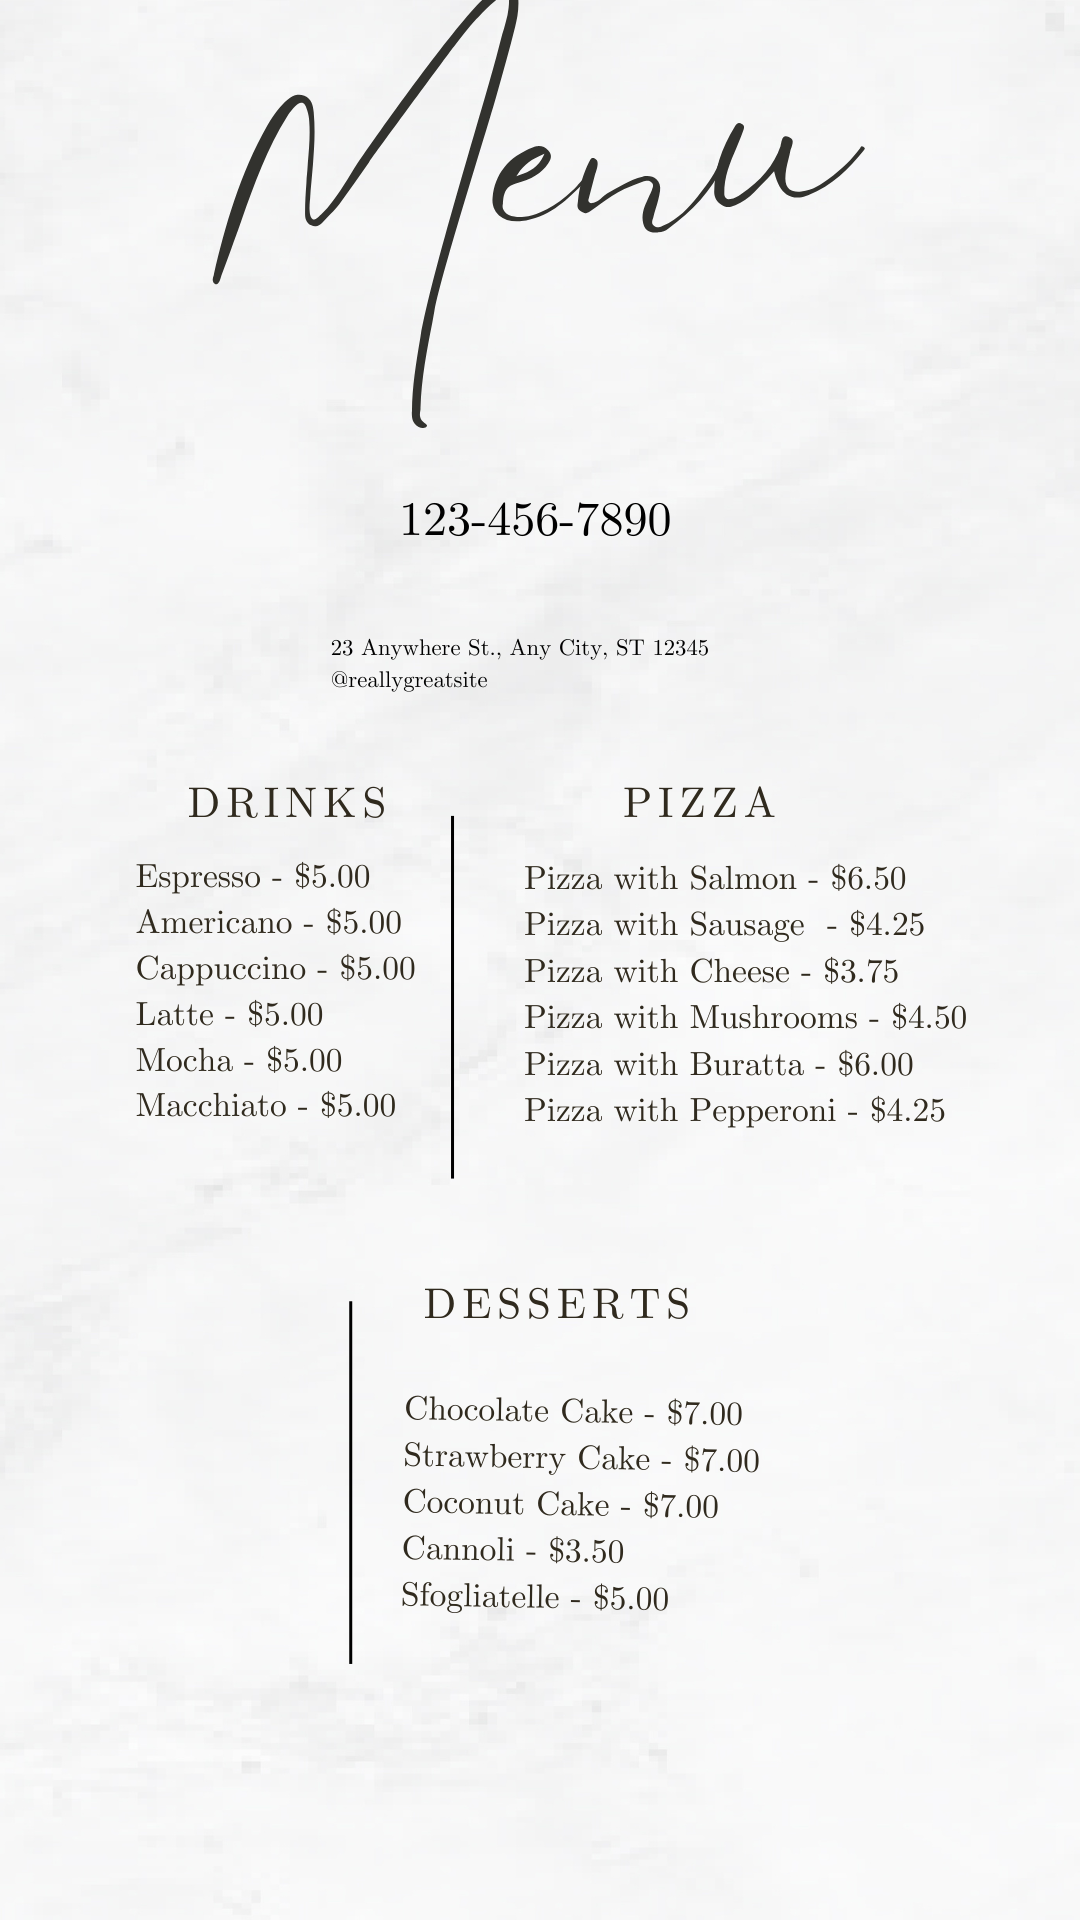 Menu
123-456-7890
23 Anywhere St., Any City, ST 12345
@reallygreatsite
DRINKS
Espresso - $5.00
Americano - $5.00
Cappuccino - $5.00
Latte - $5.00
Mocha - $5.00
Macchiato - $5.00
PIZZA
Pizza with Salmon - $6.50
Pizza with Sausage  - $4.25
Pizza with Cheese - $3.75
Pizza with Mushrooms - $4.50
Pizza with Buratta - $6.00
Pizza with Pepperoni - $4.25
DESSERTS
Chocolate Cake - $7.00
Strawberry Cake - $7.00
Coconut Cake - $7.00
Cannoli - $3.50
Sfogliatelle - $5.00